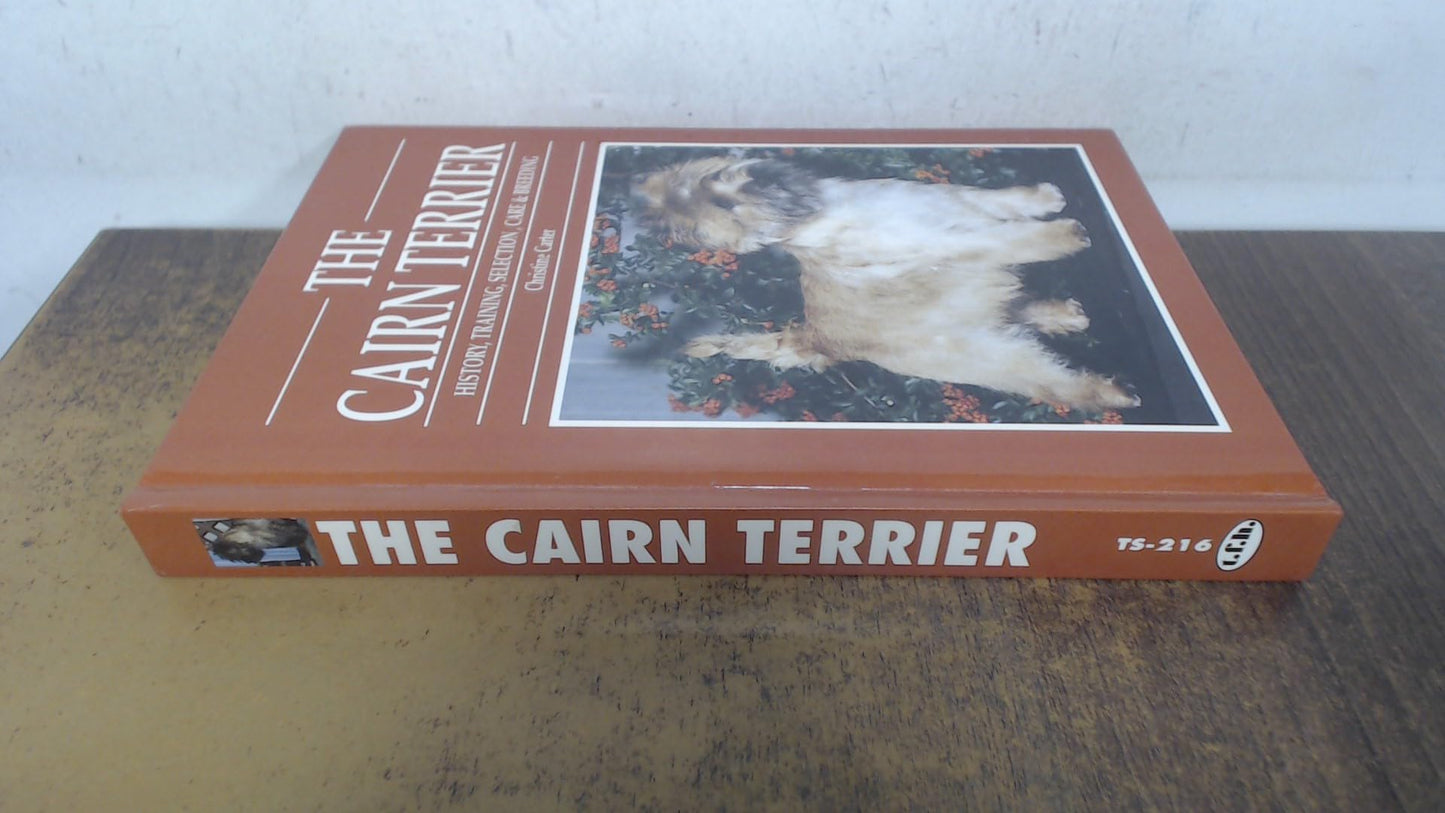 THE
CAIRN TERRIER
HISTORY, TRAINING, SELECTION, CARE & BREEDING
Christine Carter
THE CAIRN TERRIER
TS-216
t.f.h.